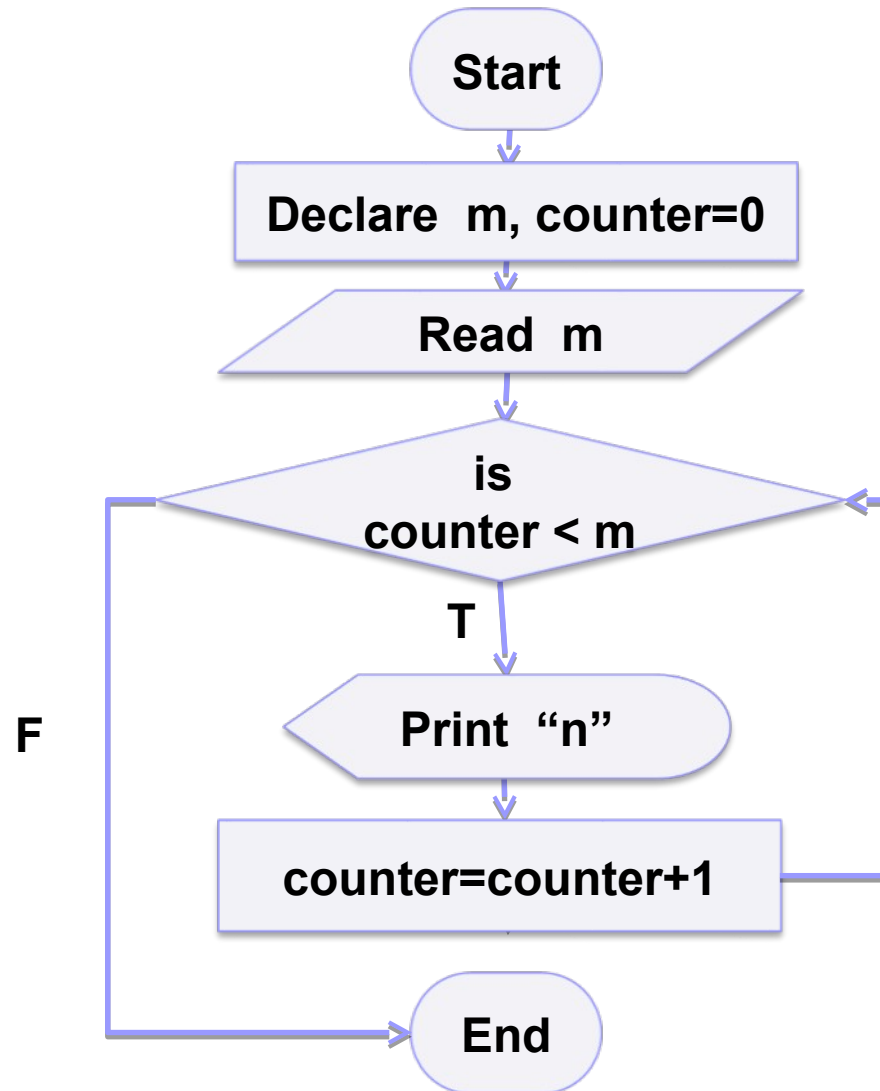 Start
Declare m, counter=0
Read m
is
counter < m
T
F
Print “n”
counter=counter+1
End